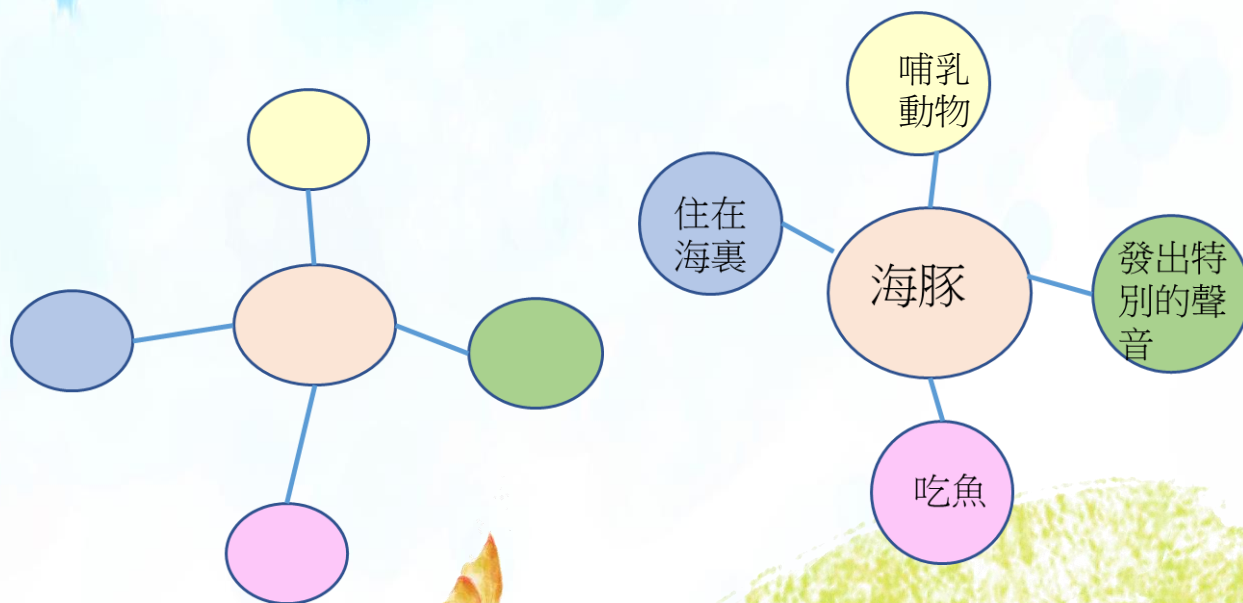 哺乳
動物
住在
海裏
海豚
發出特
別的聲
音
吃魚